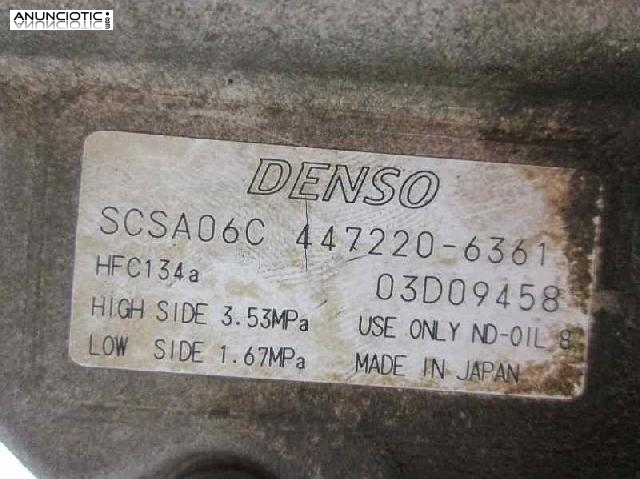 ANUNCIOTIC.com
DENSO
SCSA06C 447220-6361
HFC134a 03D09458
HIGH SIDE 3.53MPa USE ONLY ND-OIL 8
LOW SIDE 1.67MPa MADE IN JAPAN